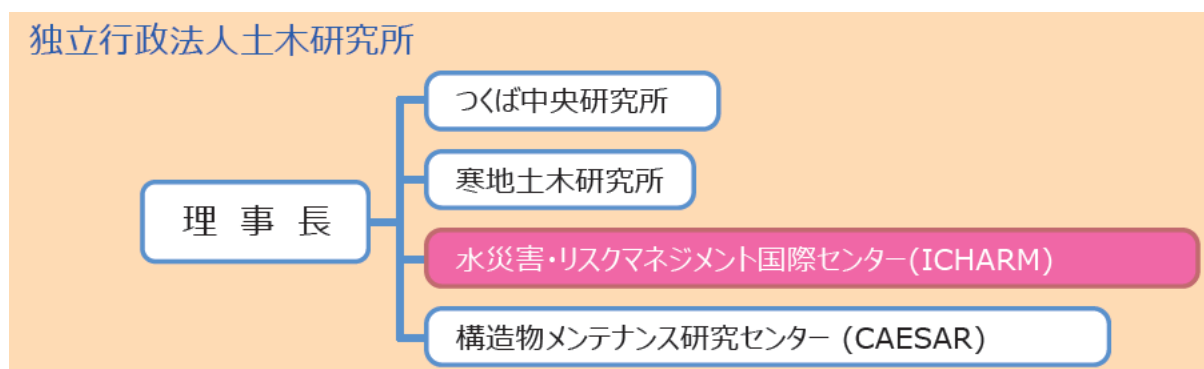 独立行政法人土木研究所
つくば中央研究所
寒地土木研究所
理 事 長
水災害・リスクマネジメント国際センター(ICHARM)
構造物メンテナンス研究センター (CAESAR)